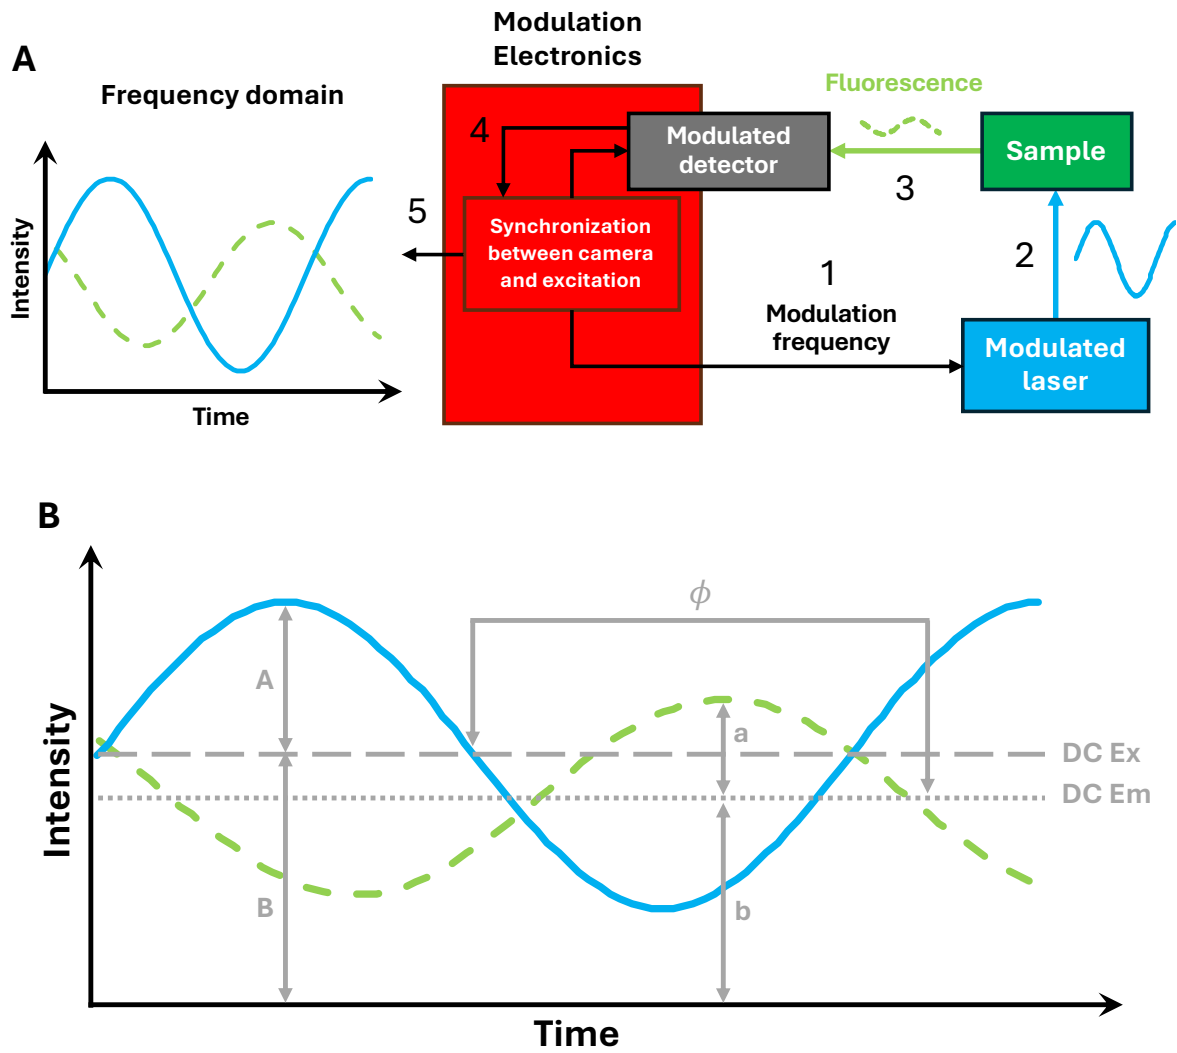 A
Modulation
Electronics
Frequency domain
Intensity
Time
4
5
Modulated
detector
Synchronization
between camera
and excitation
Fluorescence
3
Sample
2
1
Modulation
frequency
Modulated
laser
B
Intensity
Time
A
B
ϕ
a
b
DC Ex
DC Em